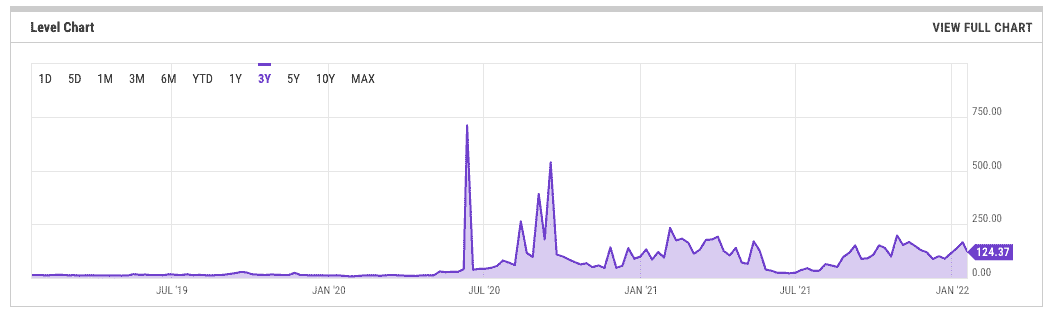 Level Chart VIEW FULL CHART
1D 5D 1M 3M 6M YTD 1Y 3Y 5Y 10Y MAX
750.00
500.00
250.00
124.37
0.00
JUL '19 JAN '20 JUL '20 JAN '21 JUL '21 JAN '22